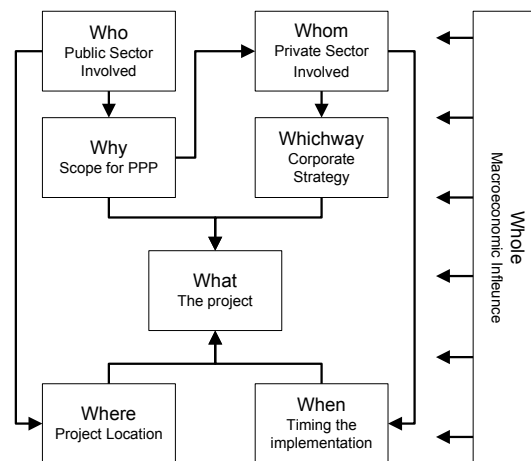 Who
Public Sector
Involved
Whom
Private Sector
Involved
Why
Scope for PPP
Whichway
Corporate
Strategy
What
The project
Where
Project Location
When
Timing the
implementation
Whole
Macroeconomic Infleunce